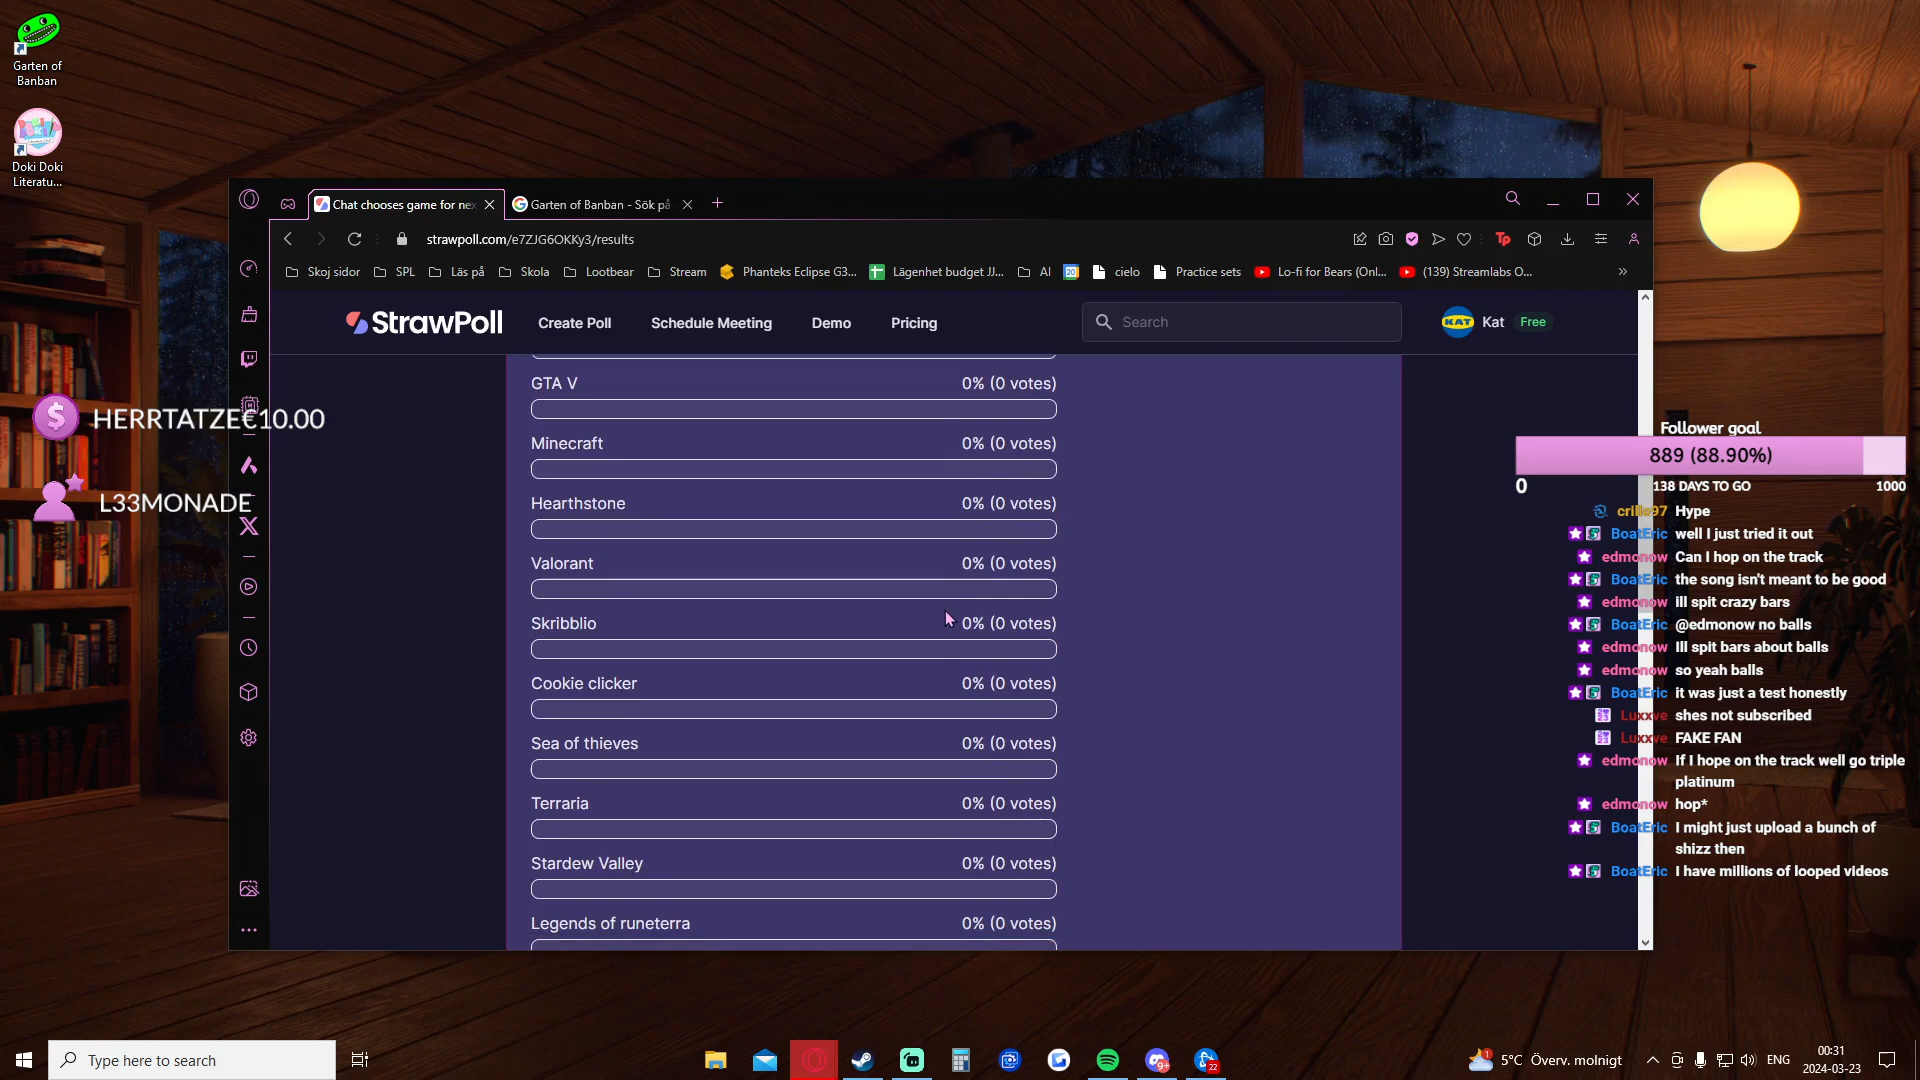 Garten of
Banban
Doki Doki
Literatu...
Chat chooses game for ne
Garten of Banban - Sök på
strawpoll.com/e7ZJG6OKKy3/results
Skoj sidor
SPL
Läs på
Skola
Lootbear
Stream
Phanteks Eclipse G3...
Lägenhet budget JJ...
AI
20
cielo
Practice sets
Lo-fi for Bears (Onl...
(139) Streamlabs O...
»
StrawPoll
Create Poll
Schedule Meeting
Demo
Pricing
Search
KAT
Kat
Free
GTA V 0% (0 votes)
Minecraft 0% (0 votes)
Hearthstone 0% (0 votes)
Valorant 0% (0 votes)
Skribblio 0% (0 votes)
Cookie clicker 0% (0 votes)
Sea of thieves 0% (0 votes)
Terraria 0% (0 votes)
Stardew Valley 0% (0 votes)
Legends of runeterra 0% (0 votes)
HERRTATZE€10.00
L33MONADE
Follower goal
889 (88.90%)
0 138 DAYS TO GO 1000
crille97 Hype
BoatEric well I just tried it out
edmonow Can I hop on the track
BoatEric the song isn't meant to be good
edmonow ill spit crazy bars
BoatEric @edmonow no balls
edmonow Ill spit bars about balls
edmonow so yeah balls
BoatEric it was just a test honestly
Luxxve shes not subscribed
Luxxve FAKE FAN
edmonow If I hope on the track well go triple
platinum
edmonow hop*
BoatEric I might just upload a bunch of
shizz then
BoatEric I have millions of looped videos
Type here to search
9+
22
1
5°C Överv. molnigt
ENG
00:31
2024-03-23